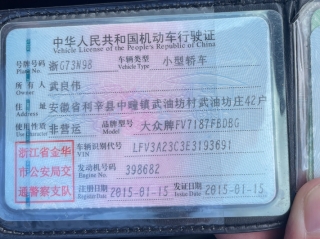 中华人民共和国机动车行驶证
Vehicle License of the People's Republic of China
号牌号码 浙G73N98 车辆类型 小型轿车
Plate No. Vehicle Type
所有人 武良伟
Owner
住址 安徽省利辛县中疃镇武油坊村武油坊庄42户
Address
使用性质 非营运 品牌型号 大众牌FV7187FBDBG
浙江省金华市公安局交通警察支队
车辆识别代号 LFV3A23C3E3193691
VIN
发动机号码 398682
Engine No.
注册日期 2015-01-15 发证日期 2015-01-15
Register Date Issue Date